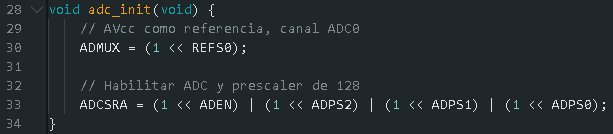 28 void adc_init(void) {
29 // AVcc como referencia, canal ADC0
30 ADMUX = (1 << REFS0);
31
32 // Habilitar ADC y prescaler de 128
33 ADCSRA = (1 << ADEN) | (1 << ADPS2) | (1 << ADPS1) | (1 << ADPS0);
34 }